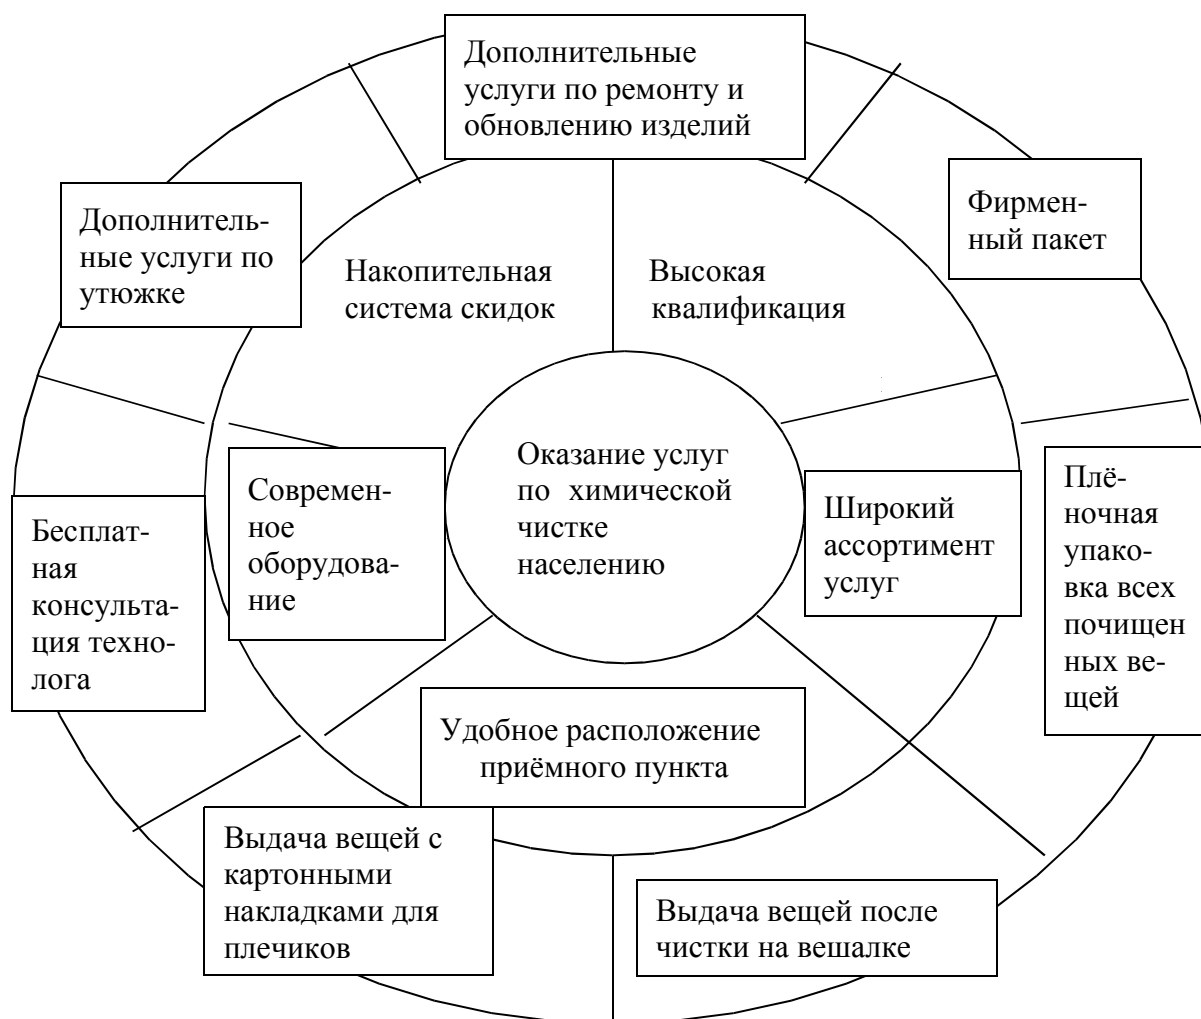 Дополнительные
услуги по ремонту и
обновлению изделий
Дополнитель-
ные услуги по
утюжке
Фирмен-
ный пакет
Накопительная
система скидок
Высокая
квалификация
Оказание услуг
по химической
чистке
населению
Современ-
ное
оборудова-
ние
Широкий
ассортимент
услуг
Бесплат-
ная
консульта-
ция техно-
лога
Плё-
ночная
упако-
вка всех
почищен
ных ве-
щей
Удобное расположение
приёмного пункта
Выдача вещей с
картонными
накладками для
плечиков
Выдача вещей после
чистки на вешалке